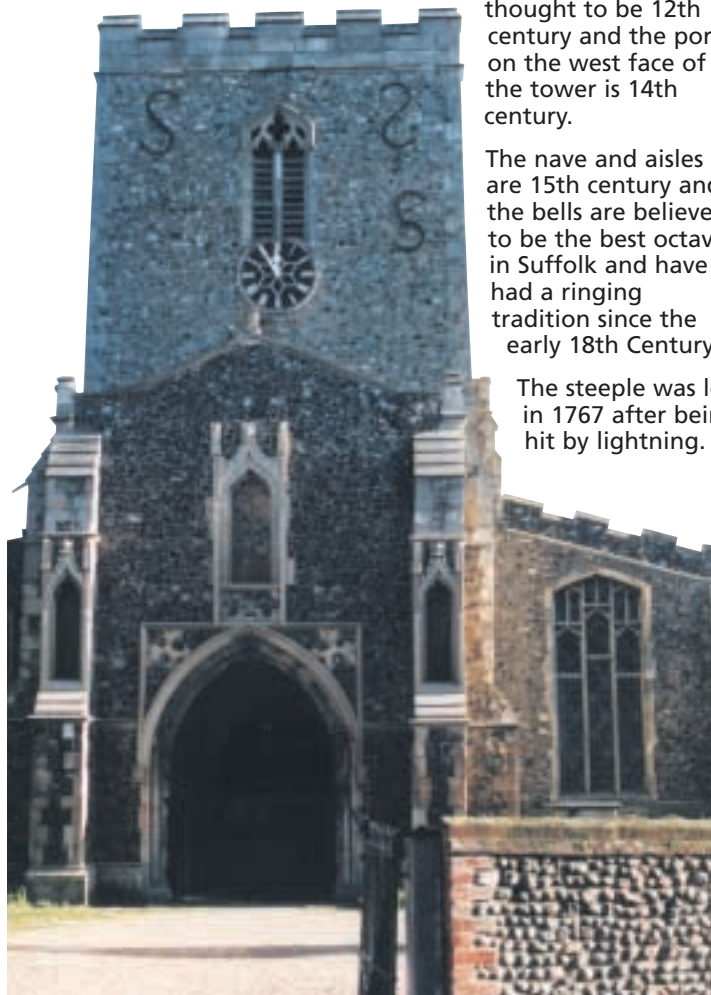 thought to be 12th
century and the
on the west face of
the tower is 14th
century.
The nave and aisles
are 15th century
the bells are
to be the best
in Suffolk and have
had a ringing
tradition since the
early 18th Century
The steeple was
in 1767 after
hit by lightning.